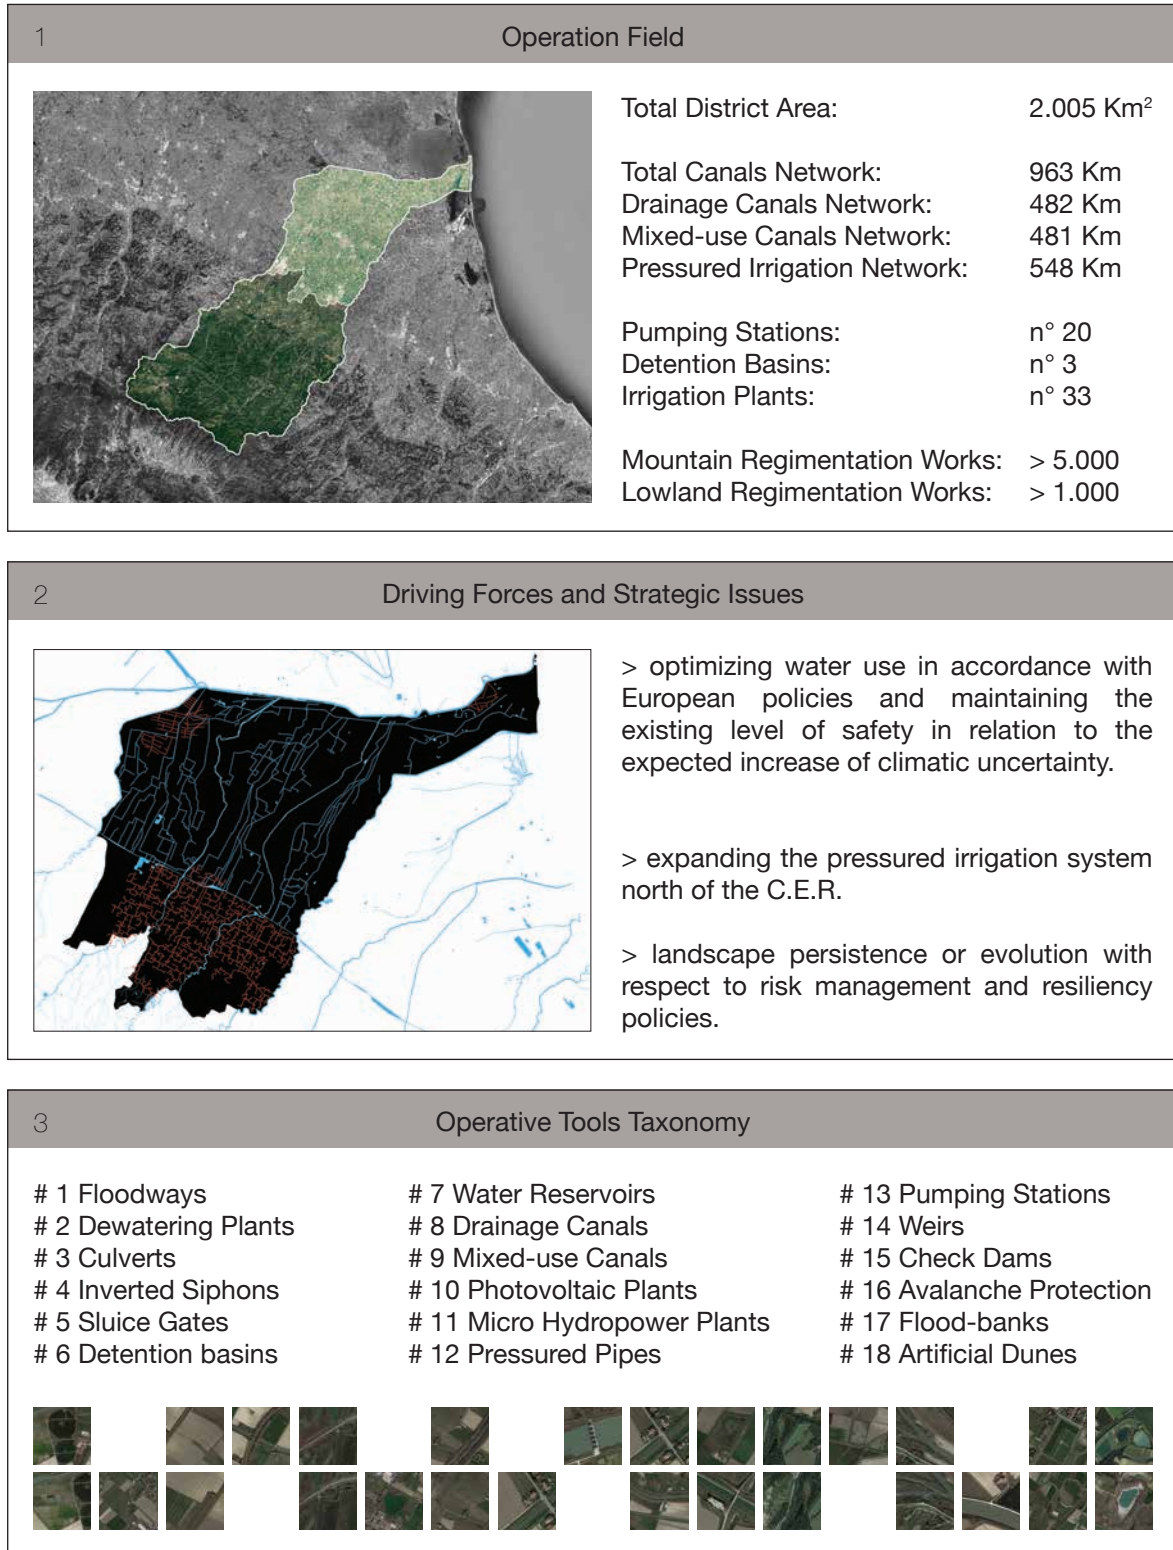 1
Operation Field
Total District Area: 2.005 Km²
Total Canals Network: 963 Km
Drainage Canals Network: 482 Km
Mixed-use Canals Network: 481 Km
Pressured Irrigation Network: 548 Km
Pumping Stations: n° 20
Detention Basins: n° 3
Irrigation Plants: n° 33
Mountain Regimentation Works: > 5.000
Lowland Regimentation Works: > 1.000
2
Driving Forces and Strategic Issues
> optimizing water use in accordance with
European policies and maintaining the
existing level of safety in relation to the
expected increase of climatic uncertainty.
> expanding the pressured irrigation system
north of the C.E.R.
> landscape persistence or evolution with
respect to risk management and resiliency
policies.
3
Operative Tools Taxonomy
# 1 Floodways
# 2 Dewatering Plants
# 3 Culverts
# 4 Inverted Siphons
# 5 Sluice Gates
# 6 Detention basins
# 7 Water Reservoirs
# 8 Drainage Canals
# 9 Mixed-use Canals
# 10 Photovoltaic Plants
# 11 Micro Hydropower Plants
# 12 Pressured Pipes
# 13 Pumping Stations
# 14 Weirs
# 15 Check Dams
# 16 Avalanche Protection
# 17 Flood-banks
# 18 Artificial Dunes